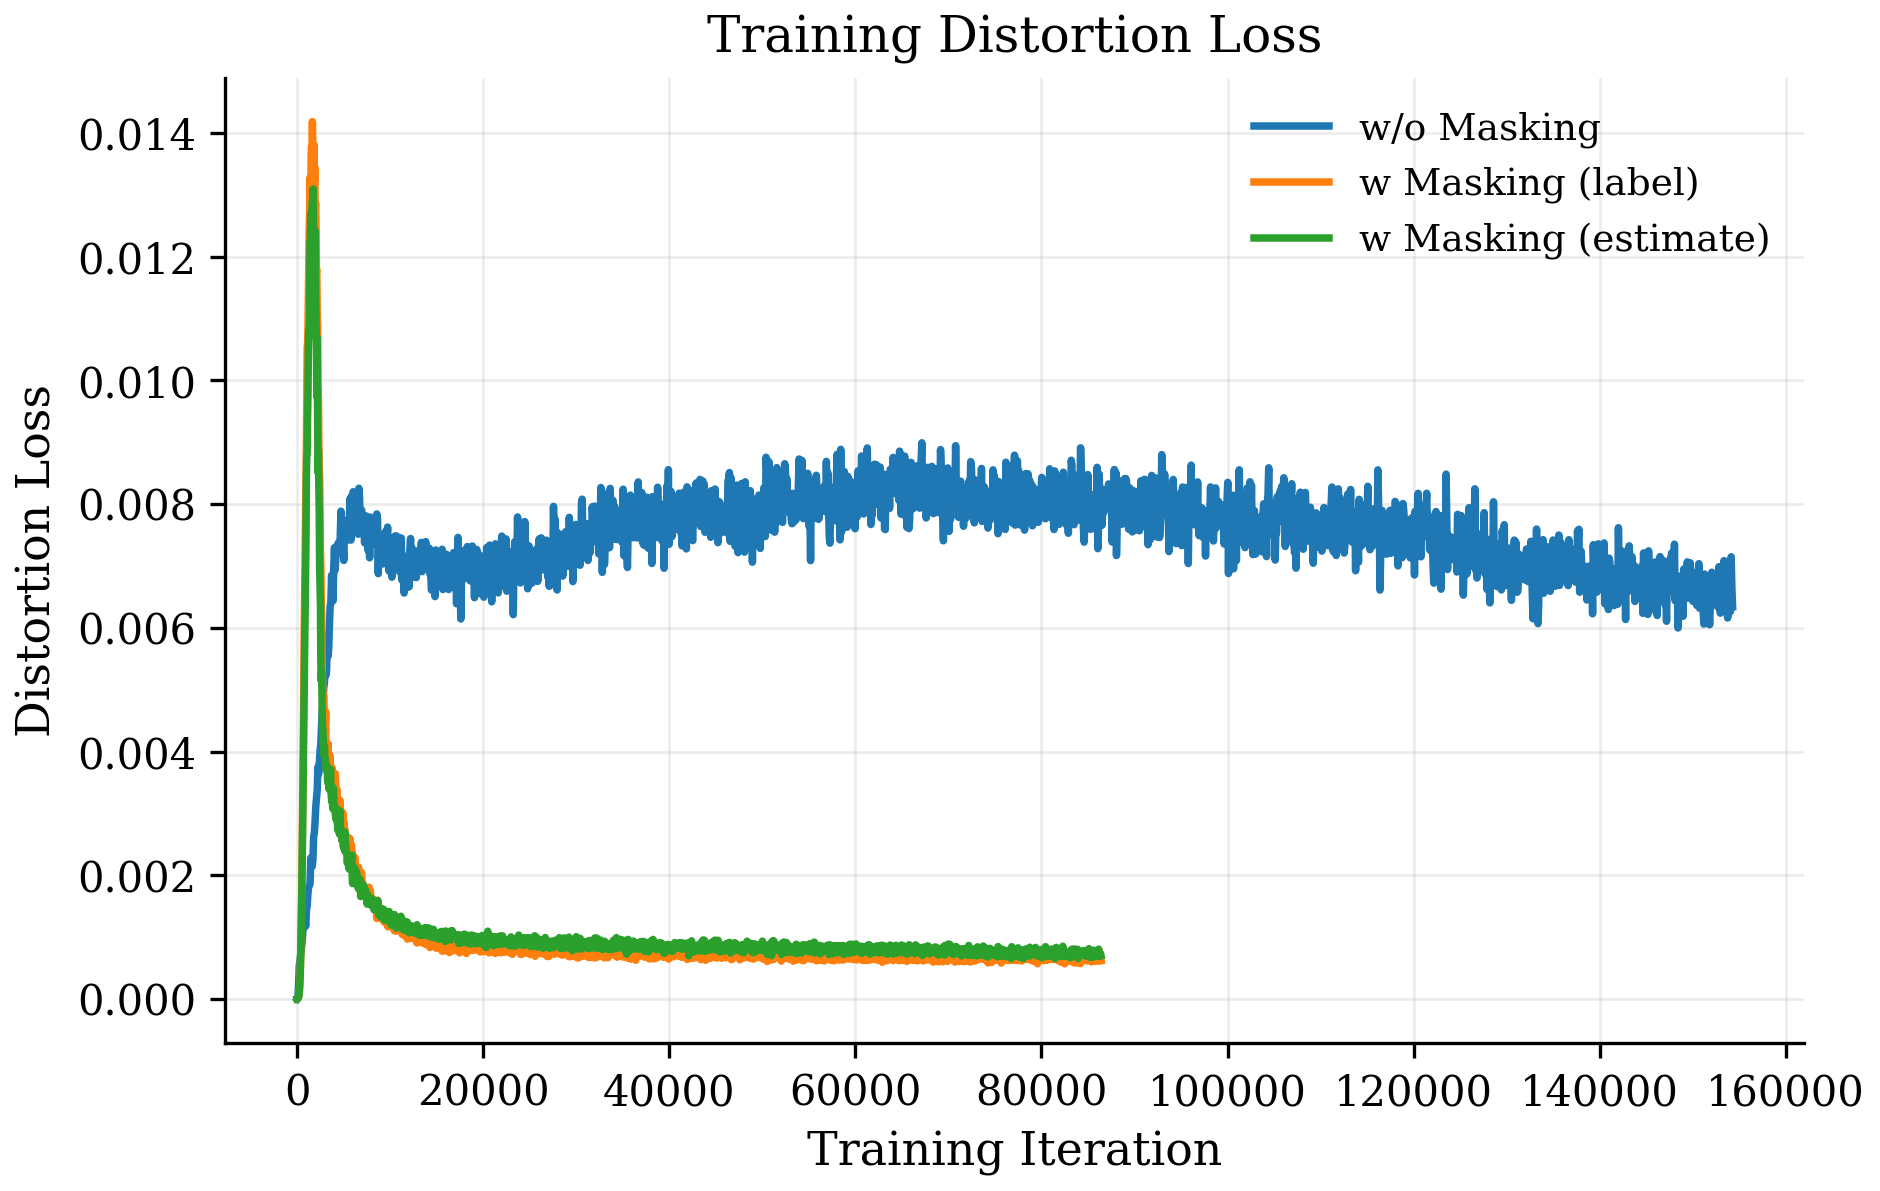 Training Distortion Loss
w/o Masking
w Masking (label)
w Masking (estimate)
Distortion Loss
0.014
0.012
0.010
0.008
0.006
0.004
0.002
0.000
0 20000 40000 60000 80000 100000 120000 140000 160000
Training Iteration